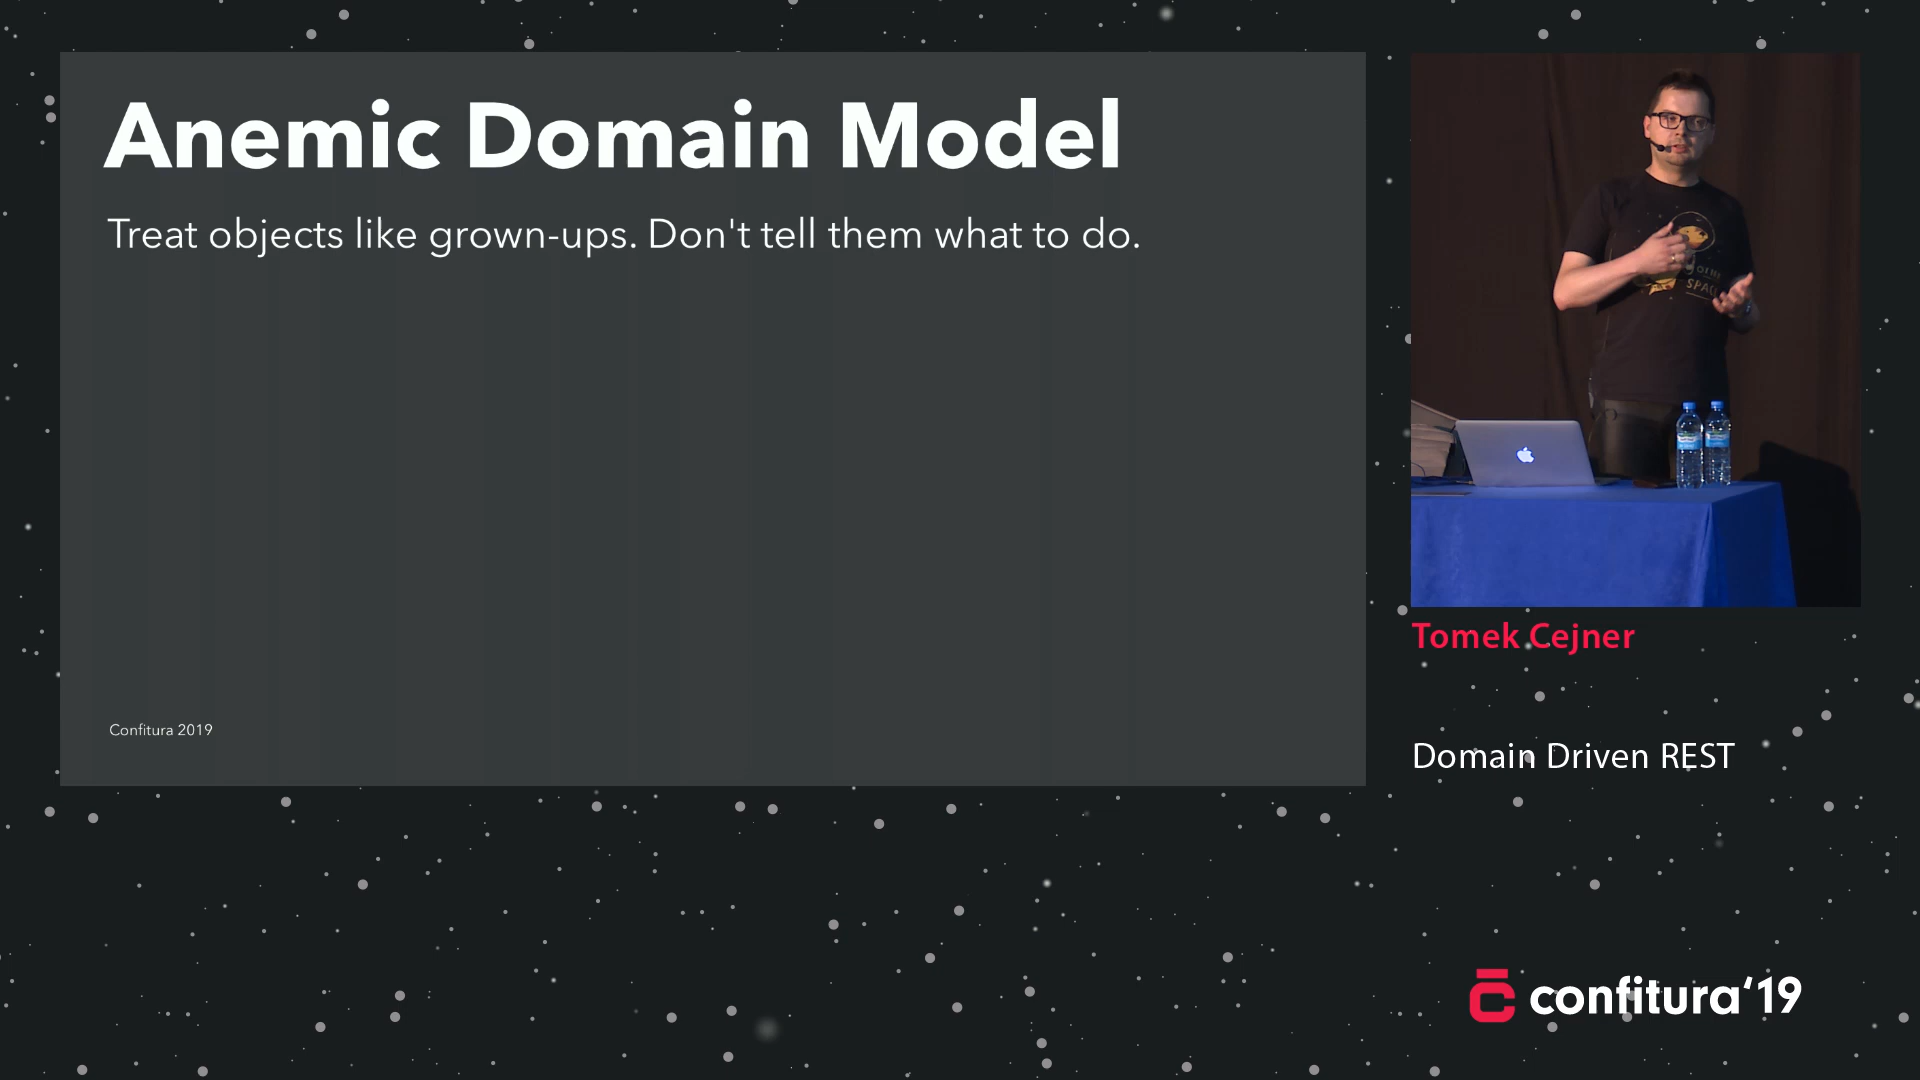 Anemic Domain Model
Treat objects like grown-ups. Don't tell them what to do.
Confitura 2019
SPACE
Tomek Cejner
Domain Driven REST
confitura‘19